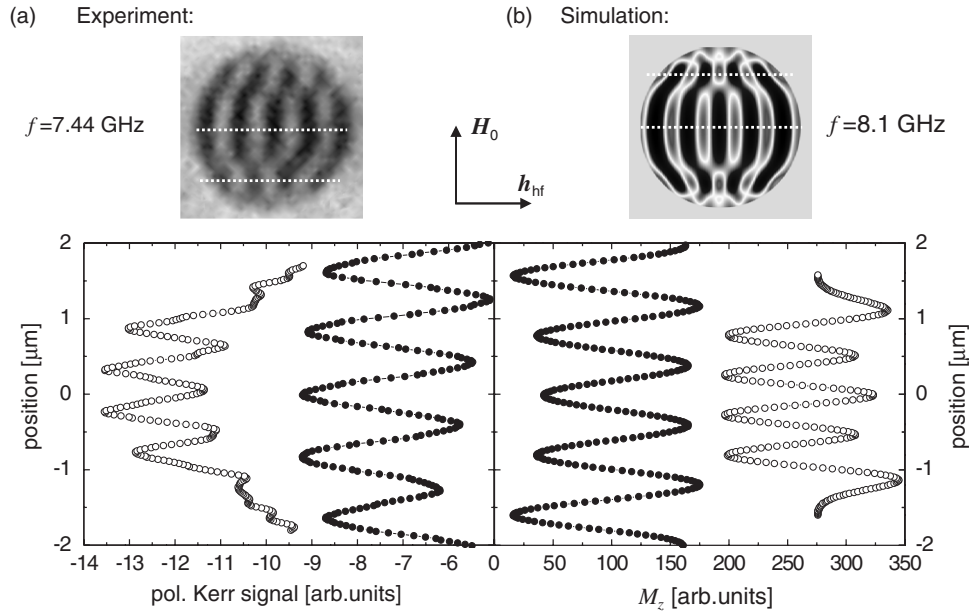 (a) Experiment: (b) Simulation:
f=7.44 GHz H0 f=8.1 GHz
hhf
2 2
1 1
0 0
-1 -1
-2 -2
position [μm] position [μm]
-14 -13 -12 -11 -10 -9 -8 -7 -6 0 50 100 150 200 250 300 350
pol. Kerr signal [arb.units] Mz [arb.units]